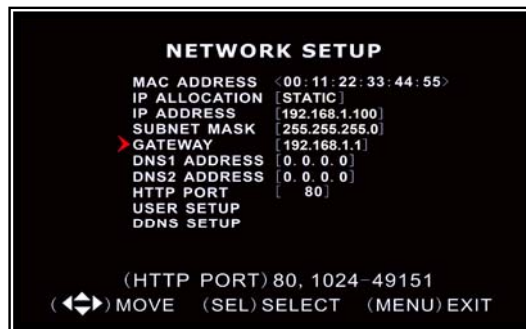 NETWORK SETUP
MAC ADDRESS <00:11:22:33:44:55>
IP ALLOCATION [STATIC]
IP ADDRESS [192.168.1.100]
SUBNET MASK [255.255.255.0]
GATEWAY [192.168.1.1]
DNS1 ADDRESS [0.0.0.0]
DNS2 ADDRESS [0.0.0.0]
HTTP PORT [ 80]
USER SETUP
DDNS SETUP
(HTTP PORT) 80, 1024-49151
(◀▶) MOVE (SEL) SELECT (MENU) EXIT